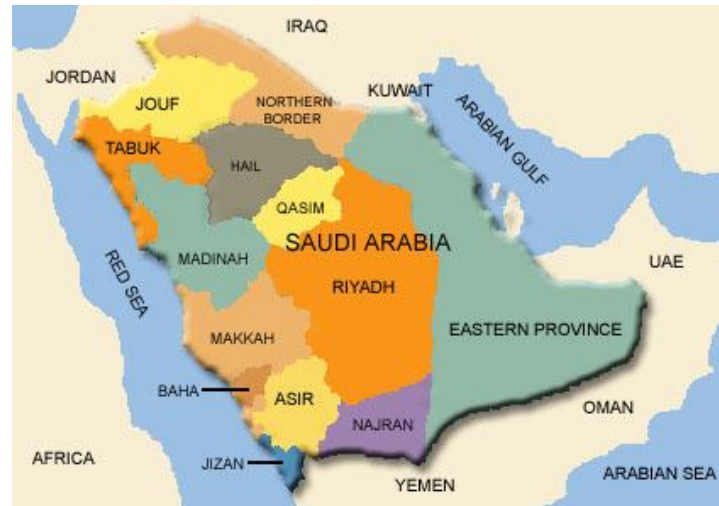 IRAQ
JORDAN
KUWAIT
JOUF
NORTHERN
BORDER
ARABIAN GULF
TABUK
HAIL
QASIM
SAUDI ARABIA
MADINAH
RED SEA
UAE
RIYADH
EASTERN PROVINCE
MAKKAH
BAHA
ASIR
OMAN
NAJRAN
AFRICA
JIZAN
YEMEN
ARABIAN SEA